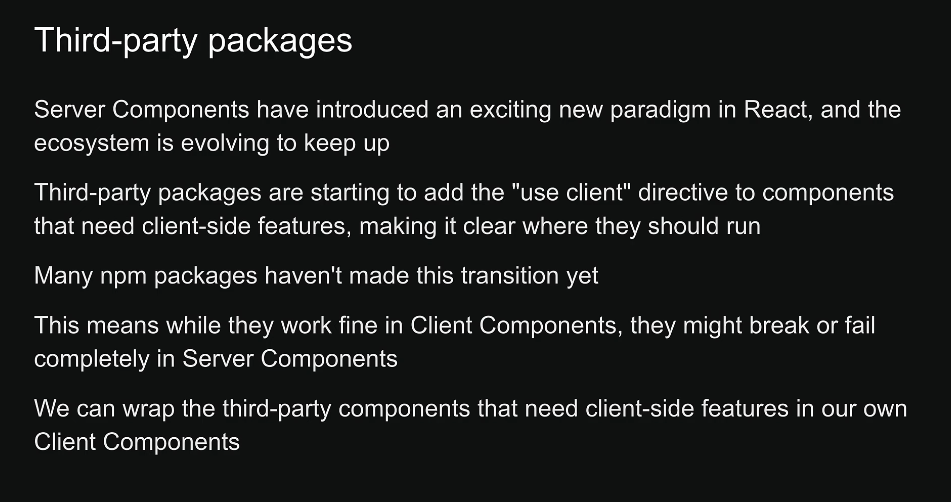 Third-party packages
Server Components have introduced an exciting new paradigm in React, and the
ecosystem is evolving to keep up
Third-party packages are starting to add the "use client" directive to components
that need client-side features, making it clear where they should run
Many npm packages haven't made this transition yet
This means while they work fine in Client Components, they might break or fail
completely in Server Components
We can wrap the third-party components that need client-side features in our own
Client Components